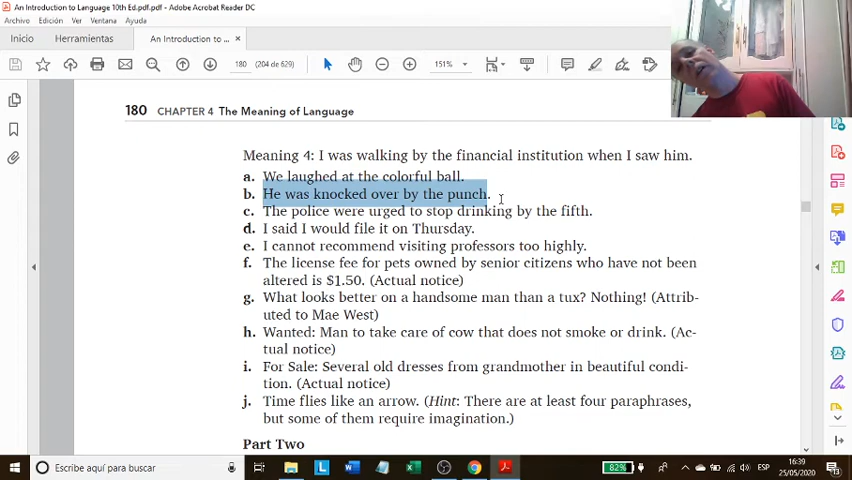 An Introduction to Language 10th Ed.pdf.pdf - Adobe Acrobat Reader DC
Archivo Edición Ver Ventana Ayuda
Inicio Herramientas An Introduction to ... ×
180 (204 de 629) 151%
180 CHAPTER 4 The Meaning of Language
Meaning 4: I was walking by the financial institution when I saw him.
a. We laughed at the colorful ball.
b. He was knocked over by the punch.
c. The police were urged to stop drinking by the fifth.
d. I said I would file it on Thursday.
e. I cannot recommend visiting professors too highly.
f. The license fee for pets owned by senior citizens who have not been
altered is $1.50. (Actual notice)
g. What looks better on a handsome man than a tux? Nothing! (Attrib-
uted to Mae West)
h. Wanted: Man to take care of cow that does not smoke or drink. (Ac-
tual notice)
i. For Sale: Several old dresses from grandmother in beautiful condi-
tion. (Actual notice)
j. Time flies like an arrow. (Hint: There are at least four paraphrases,
but some of them require imagination.)
Part Two
Escribe aquí para buscar 82% ESP 16:39
25/05/2020